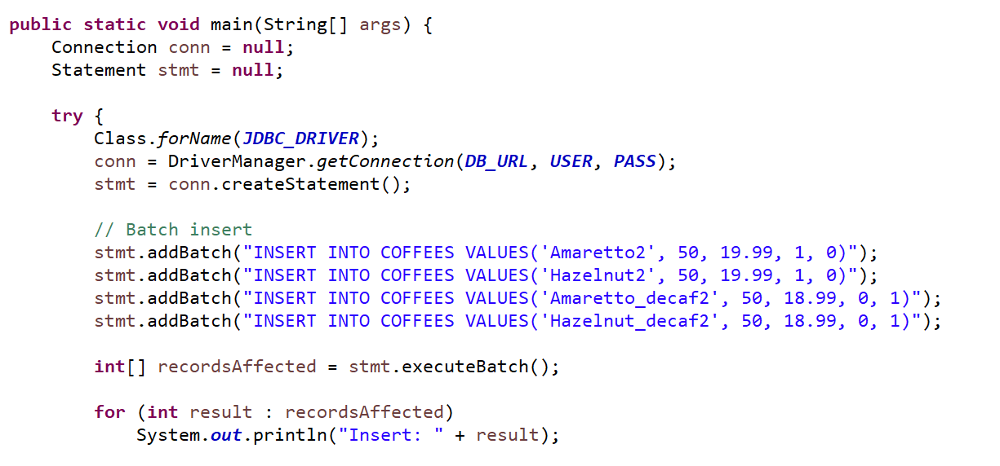 public static void main(String[] args) {
    Connection conn = null;
    Statement stmt = null;

    try {
        Class.forName(JDBC_DRIVER);
        conn = DriverManager.getConnection(DB_URL, USER, PASS);
        stmt = conn.createStatement();

        // Batch insert
        stmt.addBatch("INSERT INTO COFFEES VALUES('Amaretto2', 50, 19.99, 1, 0)");
        stmt.addBatch("INSERT INTO COFFEES VALUES('Hazelnut2', 50, 19.99, 1, 0)");
        stmt.addBatch("INSERT INTO COFFEES VALUES('Amaretto_decaf2', 50, 18.99, 0, 1)");
        stmt.addBatch("INSERT INTO COFFEES VALUES('Hazelnut_decaf2', 50, 18.99, 0, 1)");

        int[] recordsAffected = stmt.executeBatch();

        for (int result : recordsAffected)
            System.out.println("Insert: " + result);